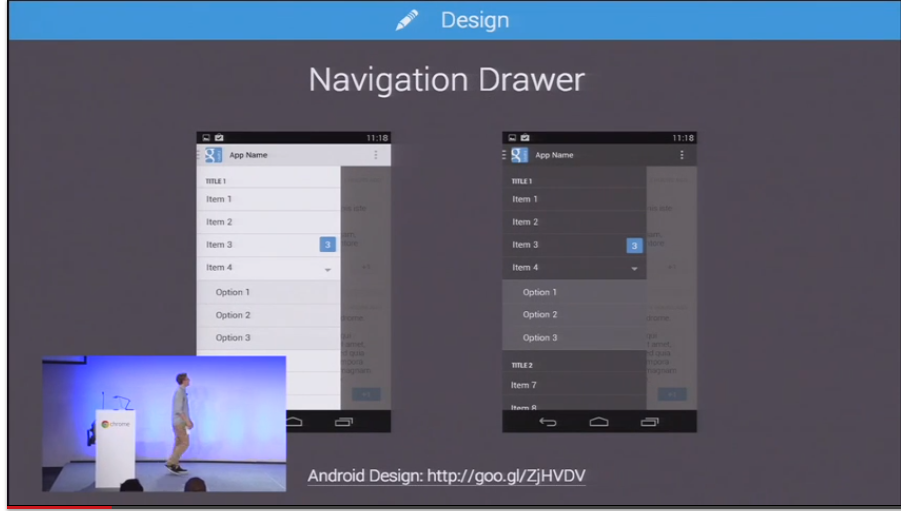 Design
Navigation Drawer
11:18
App Name
TITLE 1
Item 1
Item 2
Item 3
3
Item 4
Option 1
Option 2
Option 3
11:18
App Name
TITLE 1
Item 1
Item 2
Item 3
3
Item 4
Option 1
Option 2
Option 3
TITLE 2
Item 7
Item 8
chrome
Android Design: http://goo.gl/ZjHVDV